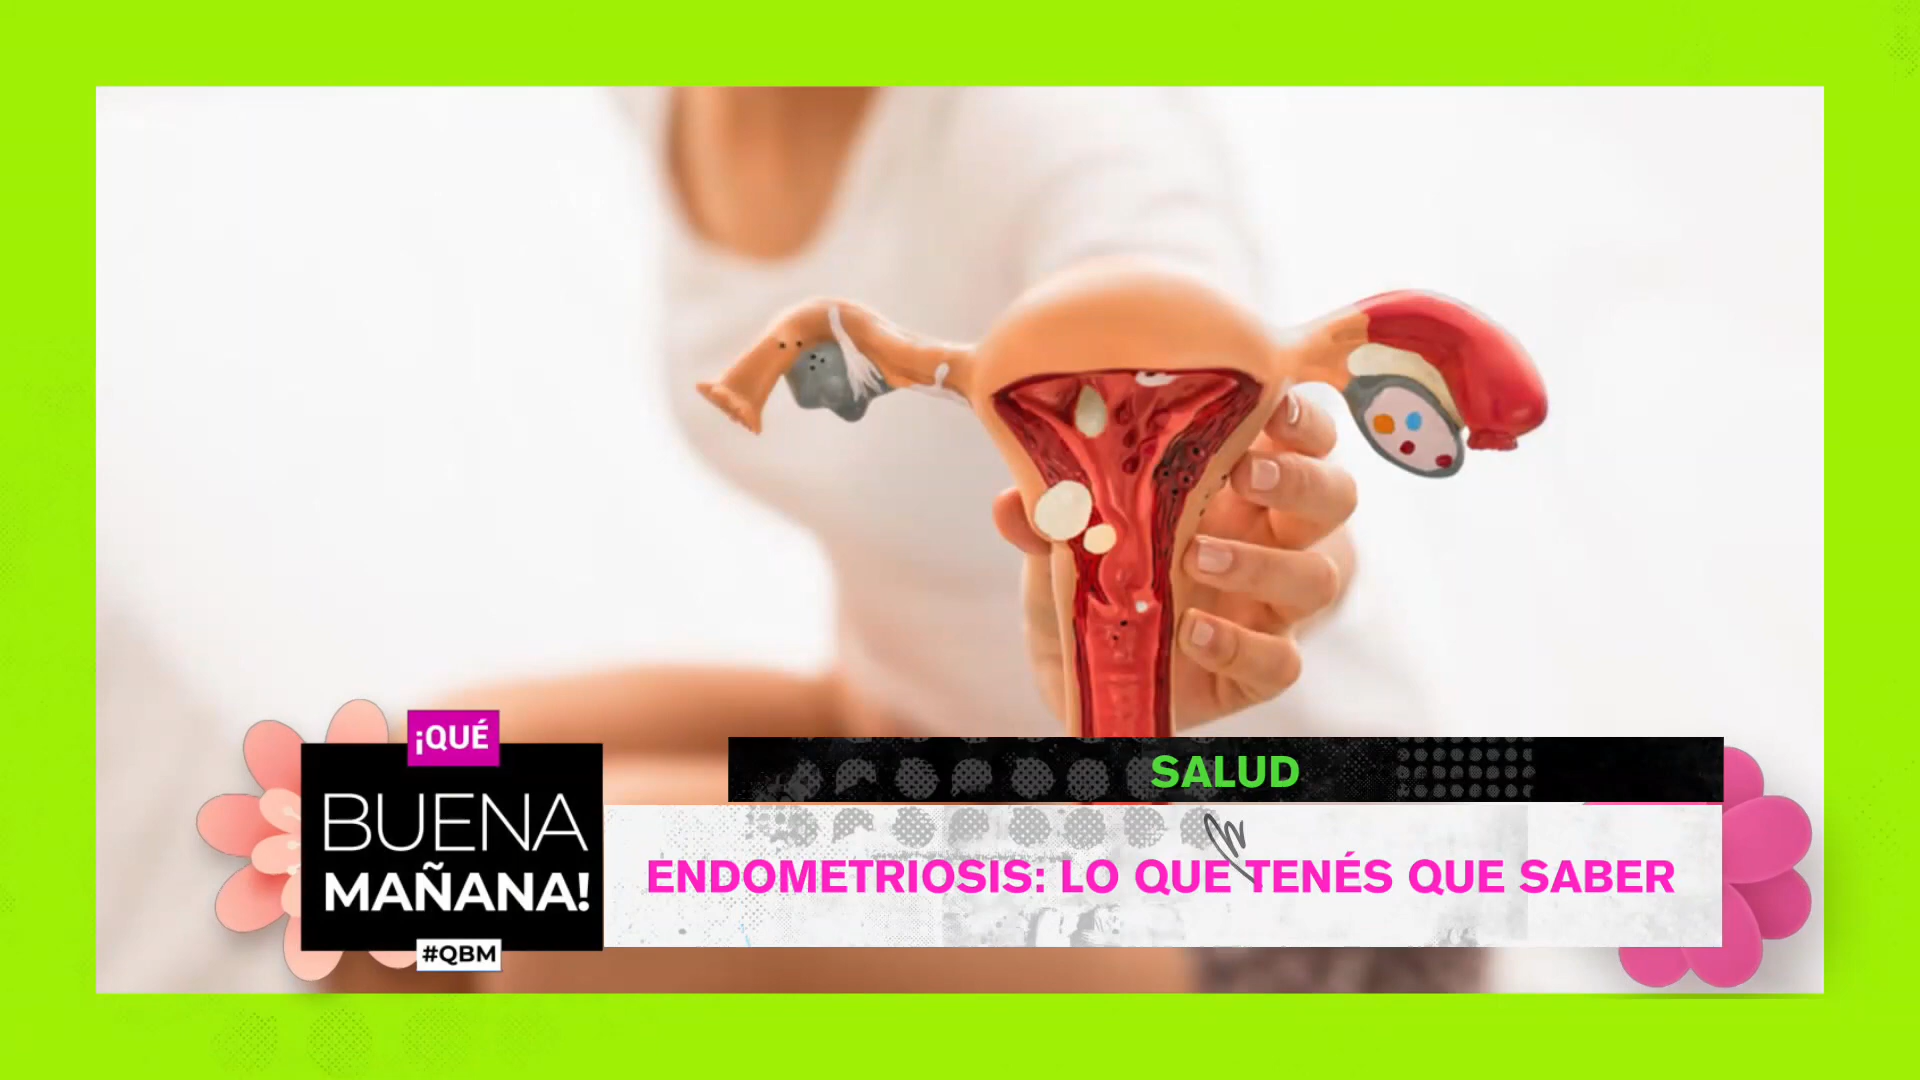 ¡QUÉ
BUENA
MAÑANA!
#QBM
SALUD
ENDOMETRIOSIS: LO QUE TENÉS QUE SABER